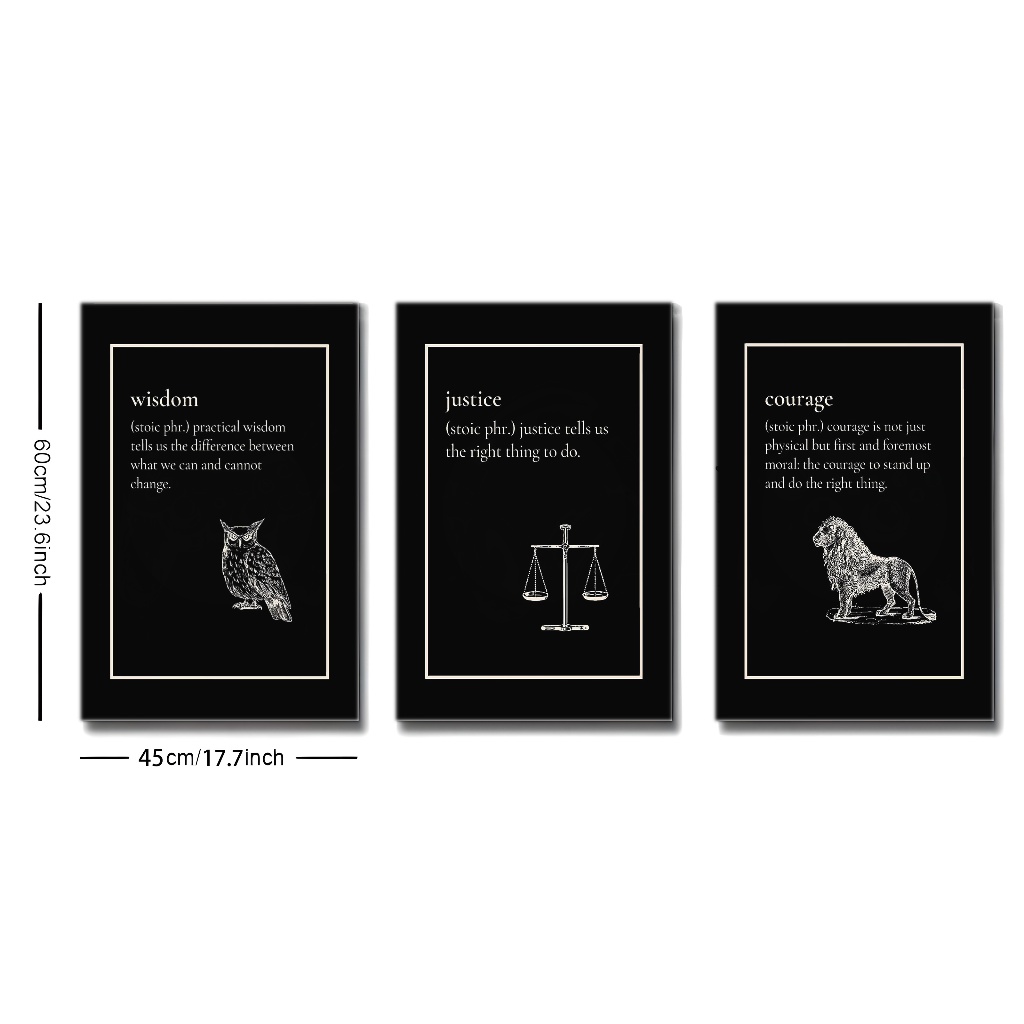 wisdom
(stoic phr.) practical wisdom
tells us the difference between
what we can and cannot
change.
justice
(stoic phr.) justice tells us
the right thing to do.
courage
(stoic phr.) courage is not just
physical but first and foremost
moral: the courage to stand up
and do the right thing.
60cm/23.6inch
45cm/17.7inch